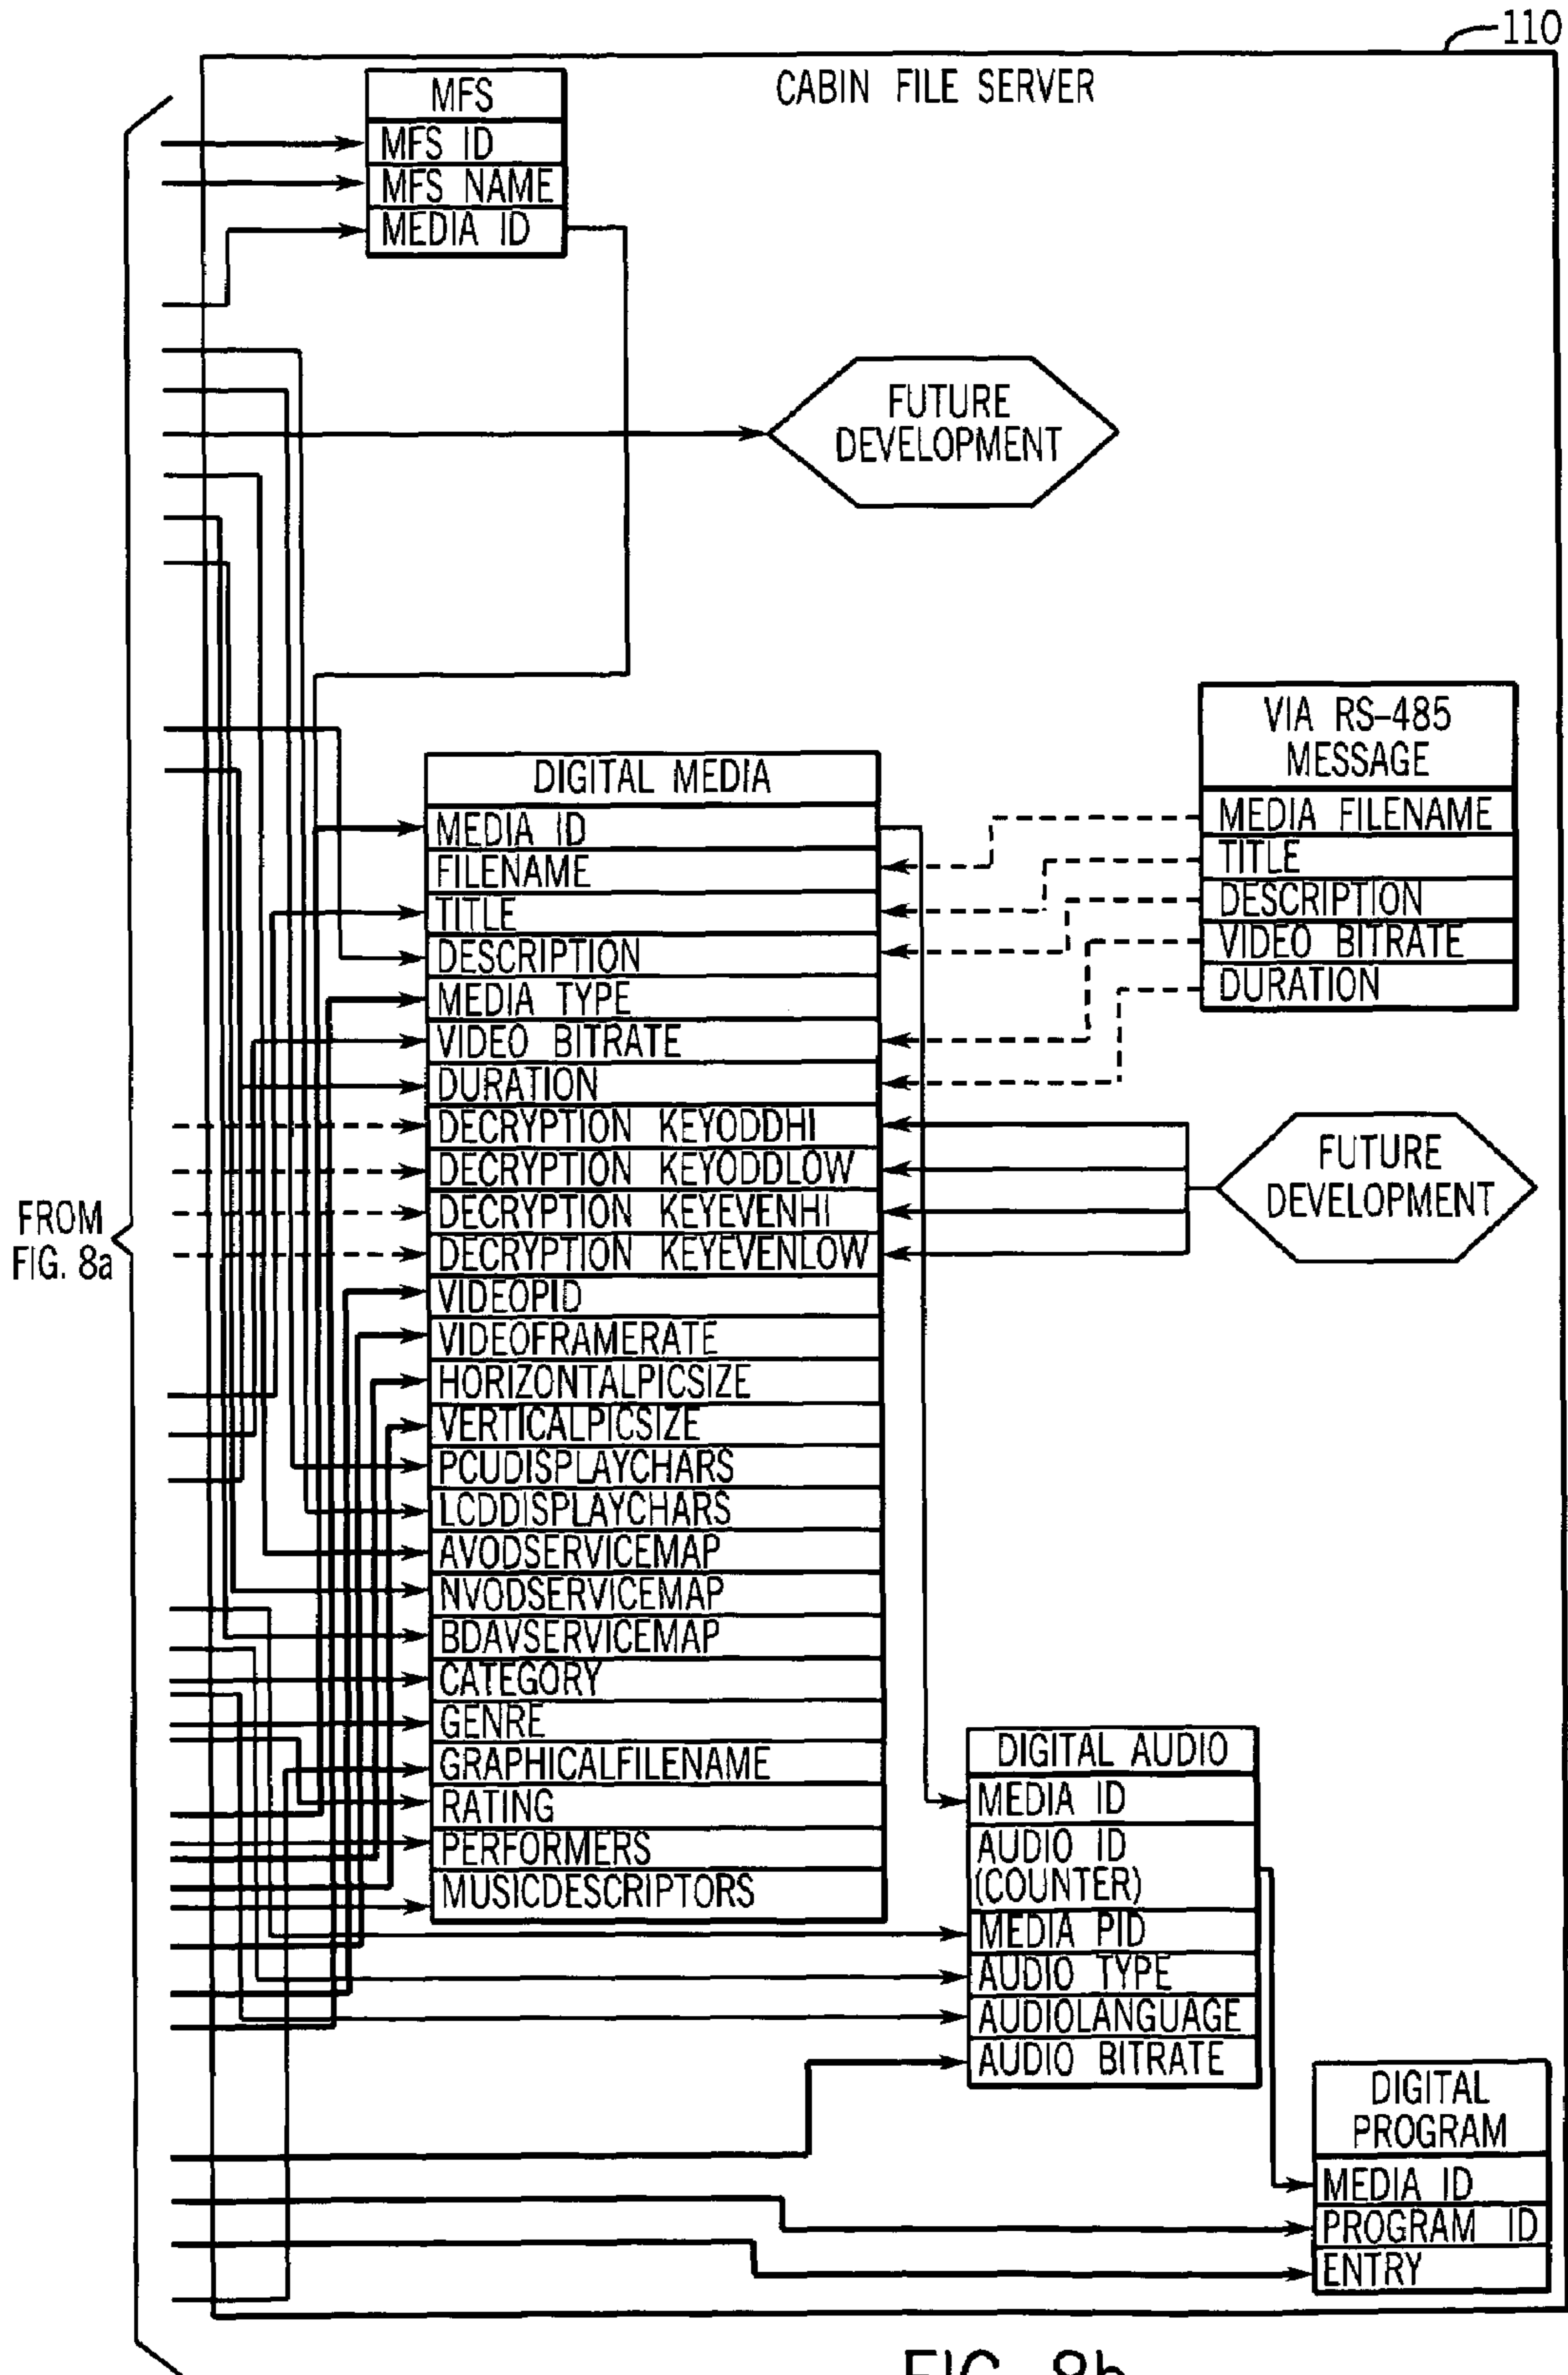 110
CABIN FILE SERVER
MFS
MFS ID
MFS NAME
MEDIA ID
FUTURE
DEVELOPMENT
VIA RS-485
MESSAGE
MEDIA FILENAME
TITLE
DESCRIPTION
VIDEO BITRATE
DURATION
DIGITAL MEDIA
MEDIA ID
FILENAME
TITLE
DESCRIPTION
MEDIA TYPE
VIDEO BITRATE
DURATION
DECRYPTION KEYODDHI
DECRYPTION KEYODDLOW
DECRYPTION KEYEVENHI
DECRYPTION KEYEVENLOW
VIDEOPID
VIDEOFRAMERATE
HORIZONTALPICSIZE
VERTICALPICSIZE
PCUDISPLAYCHARS
LCDDISPLAYCHARS
AVODSERVICEMAP
NVODSERVICEMAP
BDAVSERVICEMAP
CATEGORY
GENRE
GRAPHICALFILENAME
RATING
PERFORMERS
MUSICDESCRIPTORS
FUTURE
DEVELOPMENT
FROM
FIG. 8a
DIGITAL AUDIO
MEDIA ID
AUDIO ID
(COUNTER)
MEDIA PID
AUDIO TYPE
AUDIOLANGUAGE
AUDIO BITRATE
DIGITAL
PROGRAM
MEDIA ID
PROGRAM ID
ENTRY
FIG. 8b